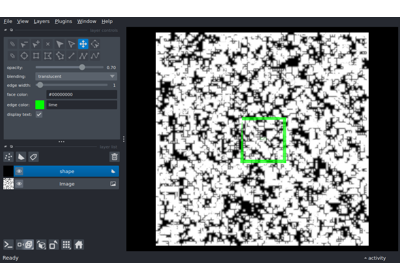 File View Layers Plugins Window Help
opacity: 0.70
blending: translucent
edge width: 1
face color: #00000000
edge color: lime
display text: ✓
shape
Image
Ready activity